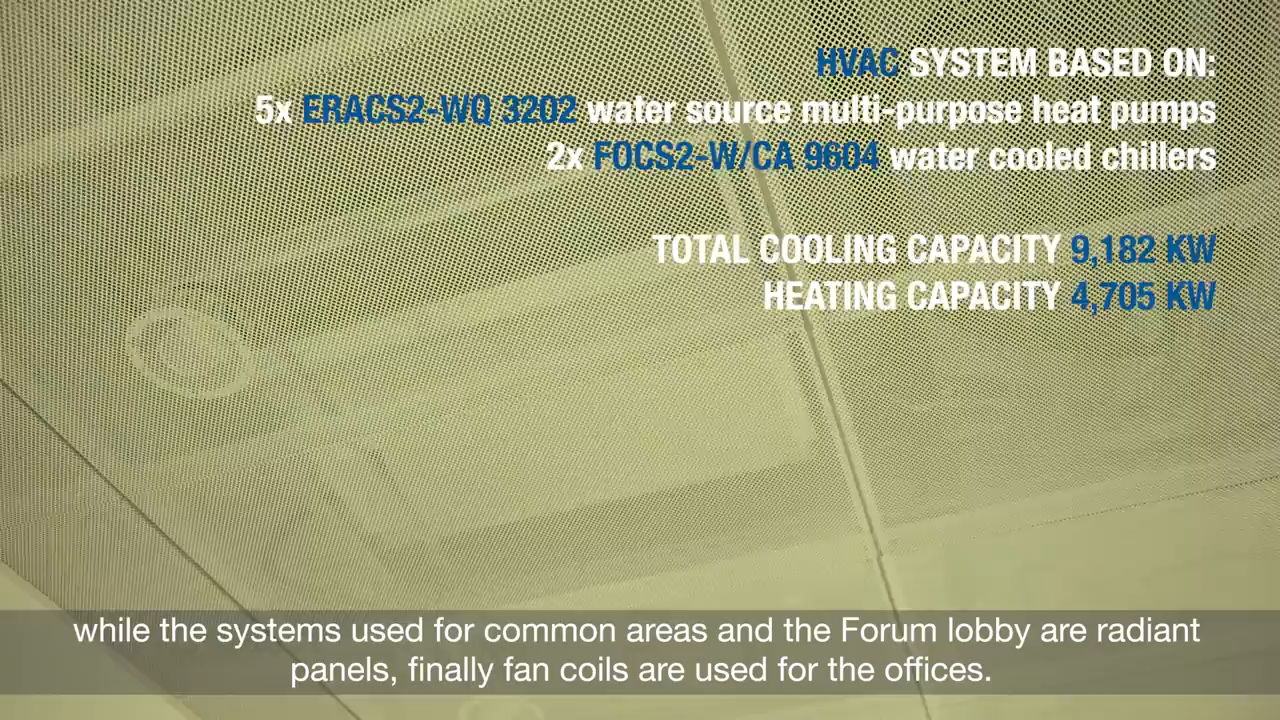 HVAC SYSTEM BASED ON:
5x ERACS2-WQ 3202 water source multi-purpose heat pumps
2x FOCS2-W/CA 9604 water cooled chillers
TOTAL COOLING CAPACITY 9,182 KW
HEATING CAPACITY 4,705 KW
while the systems used for common areas and the Forum lobby are radiant
panels, finally fan coils are used for the offices.